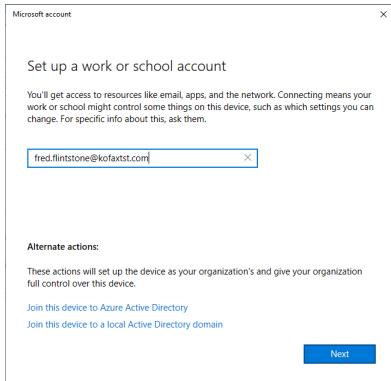 Microsoft account
Set up a work or school account
You'll get access to resources like email, apps, and the network. Connecting means your
work or school might control some things on this device, such as which settings you can
change. For specific info about this, ask them.
fred.flintstone@kofaxtst.com
Alternate actions:
These actions will set up the device as your organization's and give your organization
full control over this device.
Join this device to Azure Active Directory
Join this device to a local Active Directory domain
Next